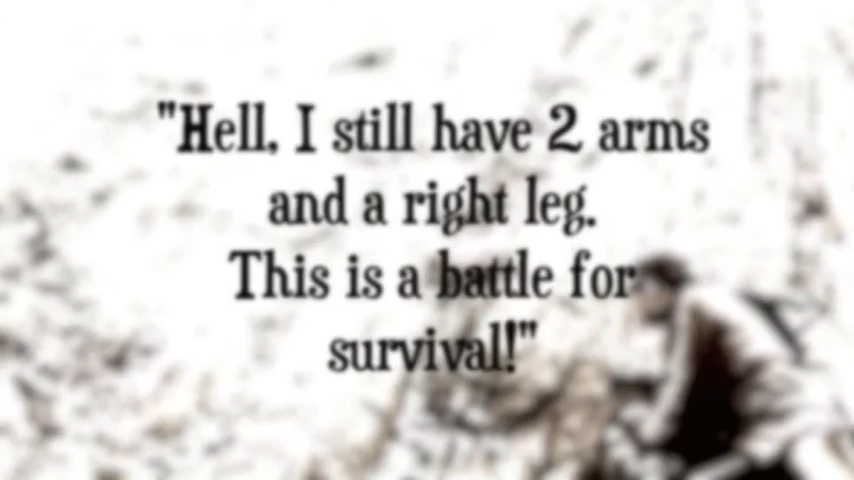 "Hell, I still have 2 arms
and a right leg.
This is a battle for
survival!"